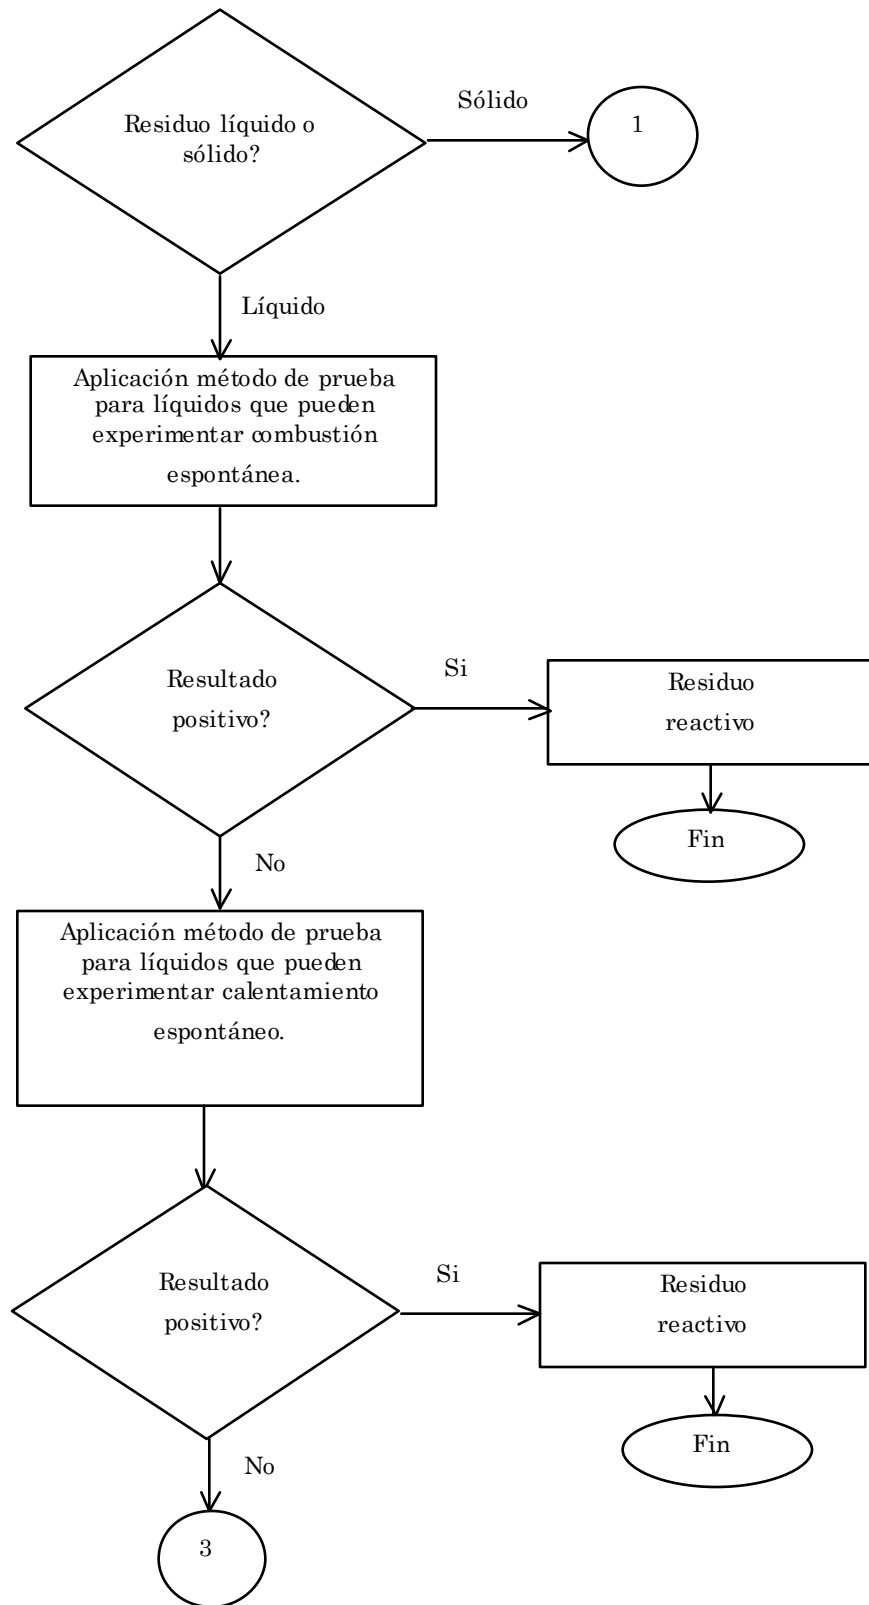 Sólido
1
Residuo líquido o
sólido?
Líquido
Aplicación método de prueba
para líquidos que pueden
experimentar combustión
espontánea.
Resultado
positivo?
Si
Residuo
reactivo
Fin
No
Aplicación método de prueba
para líquidos que pueden
experimentar calentamiento
espontáneo.
Resultado
positivo?
Si
Residuo
reactivo
Fin
No
3